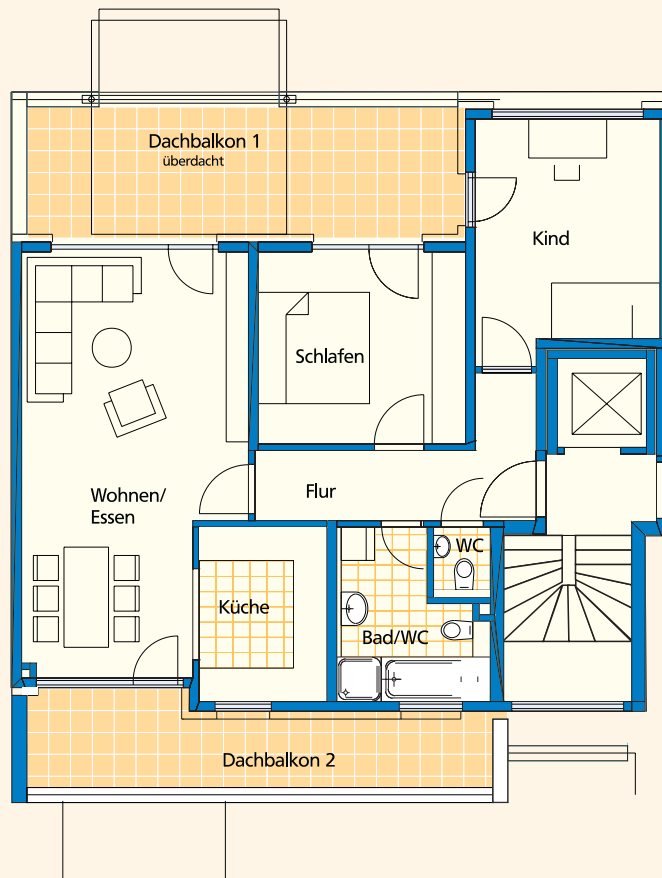 Dachbalkon 1
überdacht
Kind
Schlafen
Flur
Wohnen/
Essen
WC
Küche
Bad/WC
Dachbalkon 2